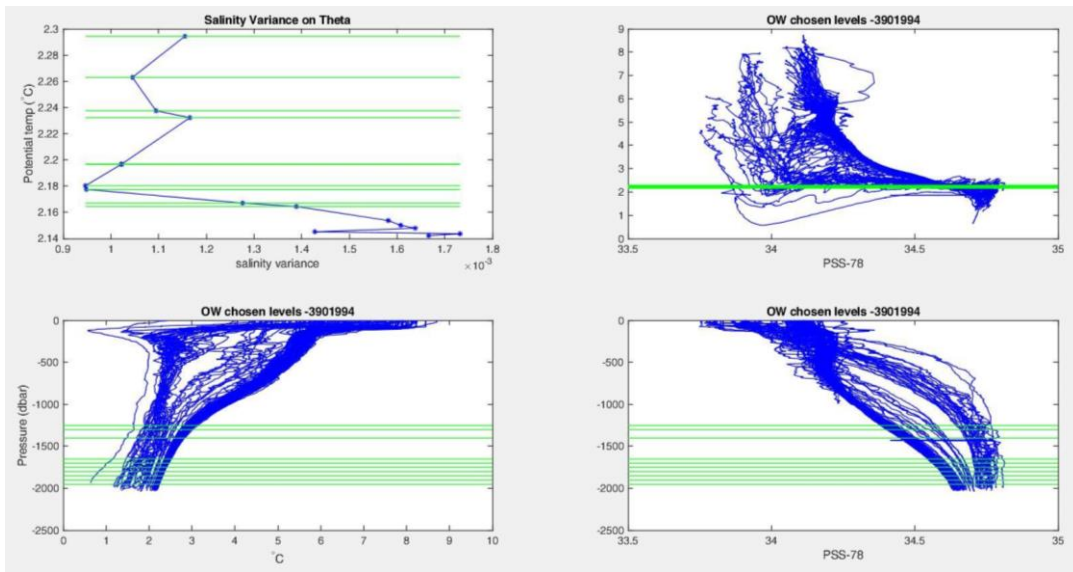 Salinity Variance on Theta
2.3
2.28
2.26
2.24
2.22
2.2
2.18
2.16
2.14
Potential temp (°C)
0.9 1 1.1 1.2 1.3 1.4 1.5 1.6 1.7 1.8
salinity variance
×10-3
OW chosen levels -3901994
9
8
7
6
5
4
3
2
1
0
33.5 34 34.5 35
PSS-78
OW chosen levels -3901994
0
-500
-1000
-1500
-2000
-2500
Pressure (dbar)
0 1 2 3 4 5 6 7 8 9 10
°C
OW chosen levels -3901994
0
-500
-1000
-1500
-2000
-2500
33.5 34 34.5 35
PSS-78